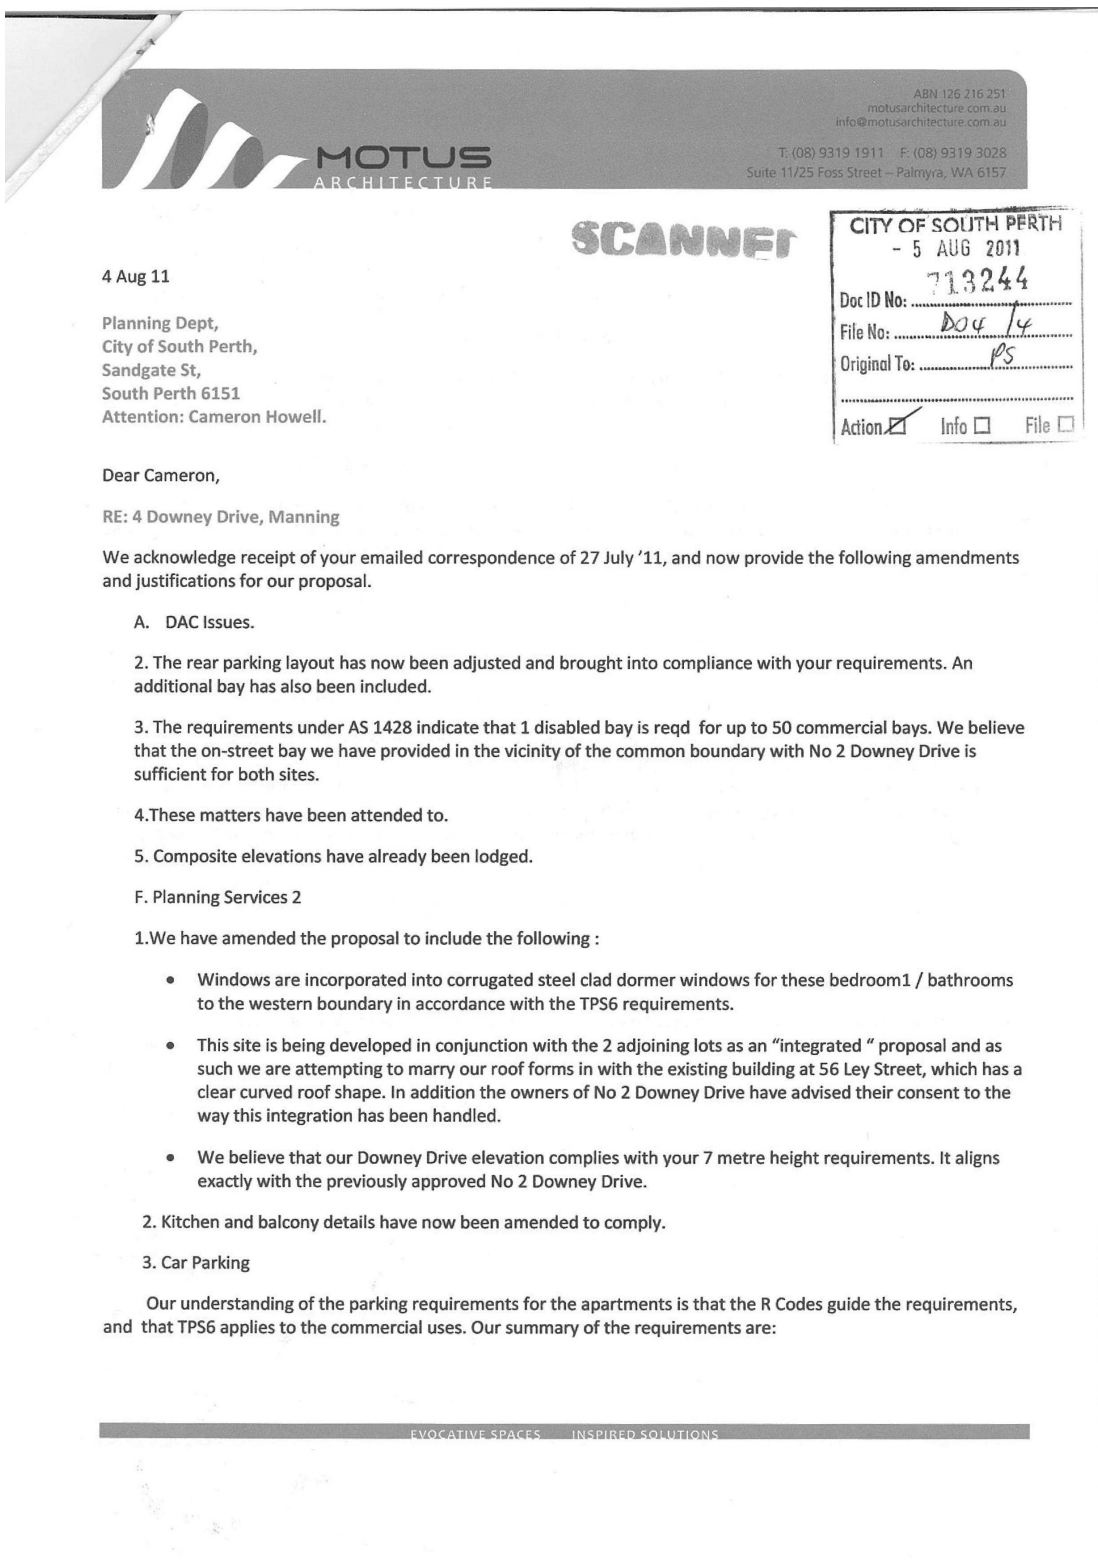 ABN 126 216 251
motusarchitecture.com.au
info@motusarchitecture.com.au
T: (08) 9319 1911 F: (08) 9319 3028
Suite 11/25 Foss Street – Palmyra, WA 6157
MOTUS
ARCHITECTURE
SCANNED
CITY OF SOUTH PERTH
- 5 AUG 2011
713244
Doc ID No:
File No: DO4/4
Original To: PS
Action Info File
4 Aug 11
Planning Dept,
City of South Perth,
Sandgate St,
South Perth 6151
Attention: Cameron Howell.
Dear Cameron,
RE: 4 Downey Drive, Manning
We acknowledge receipt of your emailed correspondence of 27 July '11, and now provide the following amendments
and justifications for our proposal.
A. DAC Issues.
2. The rear parking layout has now been adjusted and brought into compliance with your requirements. An
additional bay has also been included.
3. The requirements under AS 1428 indicate that 1 disabled bay is reqd for up to 50 commercial bays. We believe
that the on-street bay we have provided in the vicinity of the common boundary with No 2 Downey Drive is
sufficient for both sites.
4.These matters have been attended to.
5. Composite elevations have already been lodged.
F. Planning Services 2
1.We have amended the proposal to include the following :
• Windows are incorporated into corrugated steel clad dormer windows for these bedroom1 / bathrooms
to the western boundary in accordance with the TPS6 requirements.
• This site is being developed in conjunction with the 2 adjoining lots as an "integrated " proposal and as
such we are attempting to marry our roof forms in with the existing building at 56 Ley Street, which has a
clear curved roof shape. In addition the owners of No 2 Downey Drive have advised their consent to the
way this integration has been handled.
• We believe that our Downey Drive elevation complies with your 7 metre height requirements. It aligns
exactly with the previously approved No 2 Downey Drive.
2. Kitchen and balcony details have now been amended to comply.
3. Car Parking
Our understanding of the parking requirements for the apartments is that the R Codes guide the requirements,
and that TPS6 applies to the commercial uses. Our summary of the requirements are:
EVOCATIVE SPACES INSPIRED SOLUTIONS